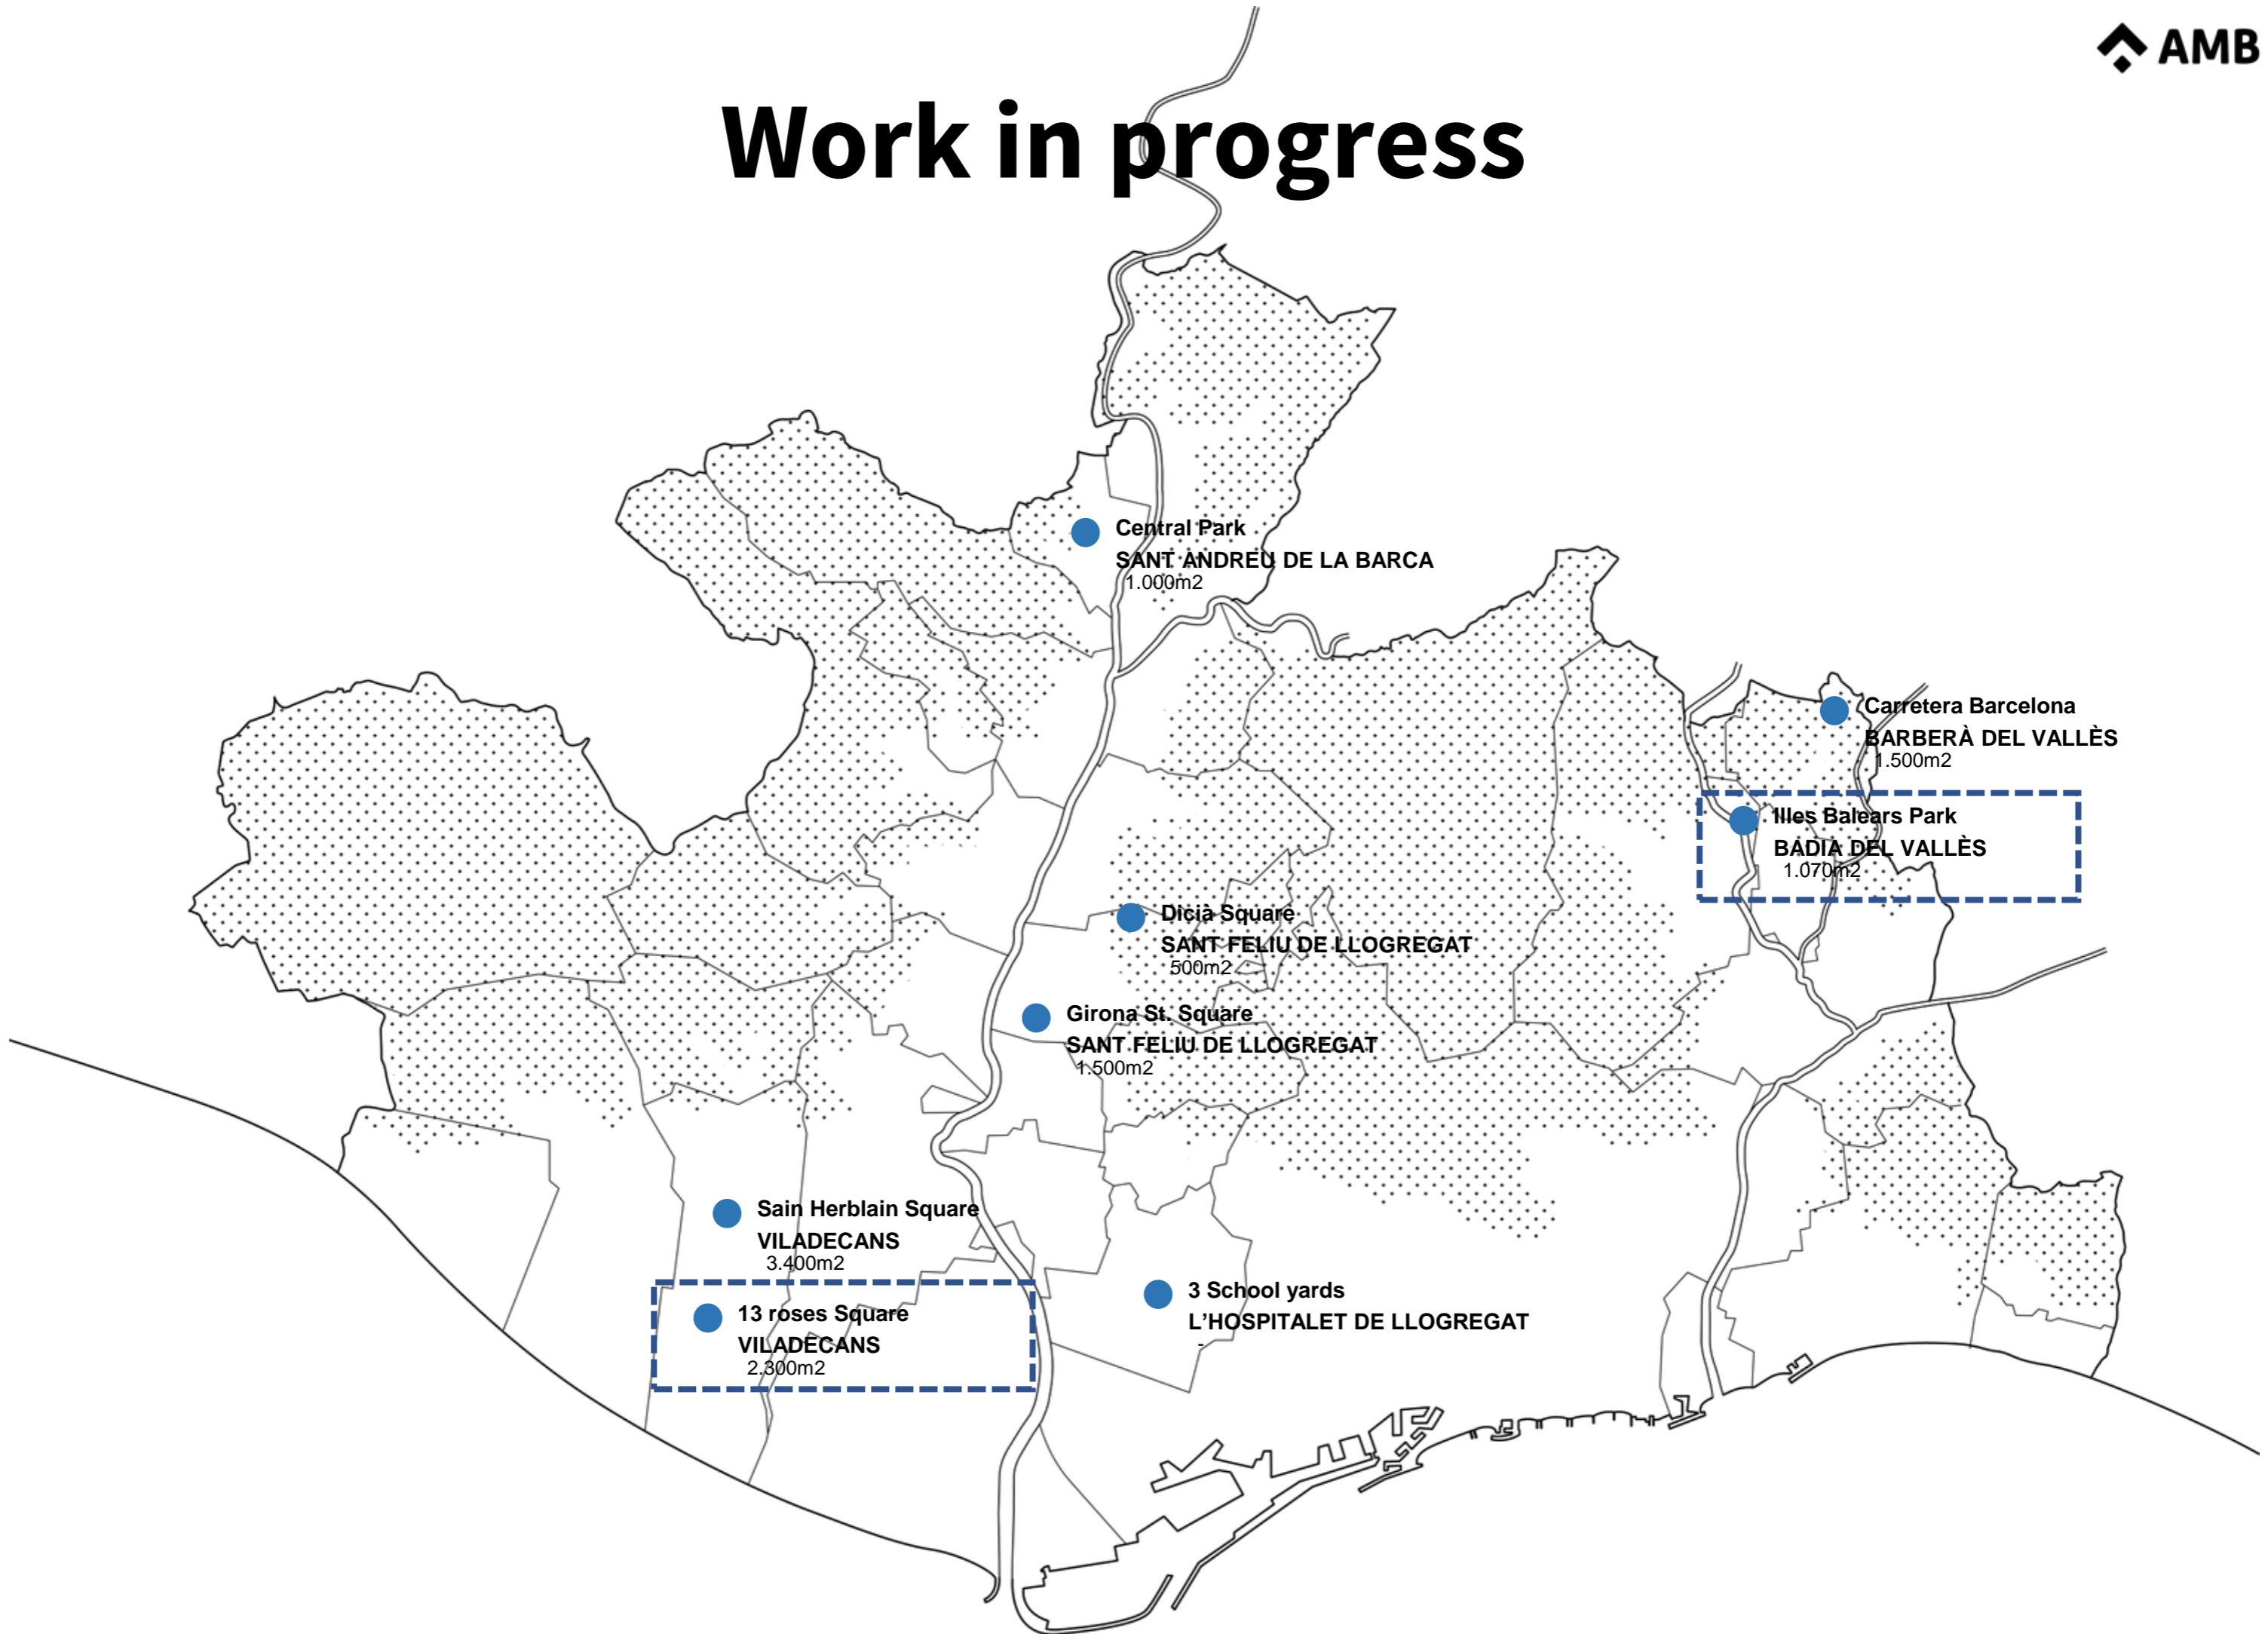 AMB
Work in progress
Central Park
SANT ANDREU DE LA BARCA
1.000m2
Carretera Barcelona
BARBERÀ DEL VALLÈS
1.500m2
Illes Balears Park
BADIA DEL VALLÈS
1.070m2
Dicià Square
SANT FELIU DE LLOGREGAT
500m2
Girona St. Square
SANT FELIU DE LLOGREGAT
1.500m2
Sain Herblain Square
VILADECANS
3.400m2
13 roses Square
VILADECANS
2.300m2
3 School yards
L'HOSPITALET DE LLOGREGAT
-